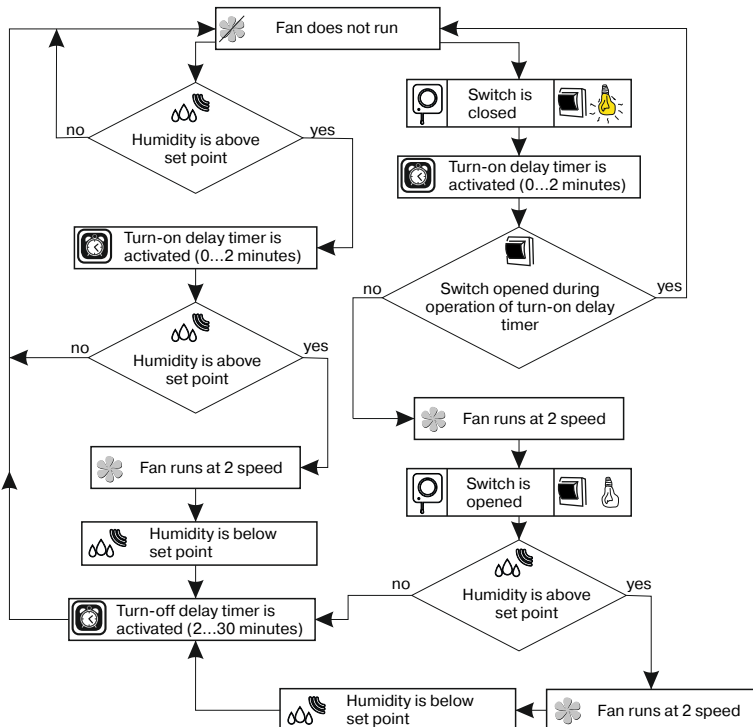 Fan does not run
Humidity is above
set point
no
yes
Turn-on delay timer is
activated (0...2 minutes)
Humidity is above
set point
no
yes
Fan runs at 2 speed
Humidity is below
set point
Turn-off delay timer is
activated (2...30 minutes)
Switch is
closed
Turn-on delay timer is
activated (0...2 minutes)
Switch opened during
operation of turn-on delay
timer
no
yes
Fan runs at 2 speed
Switch is
opened
Humidity is above
set point
no
yes
Fan runs at 2 speed
Humidity is below
set point